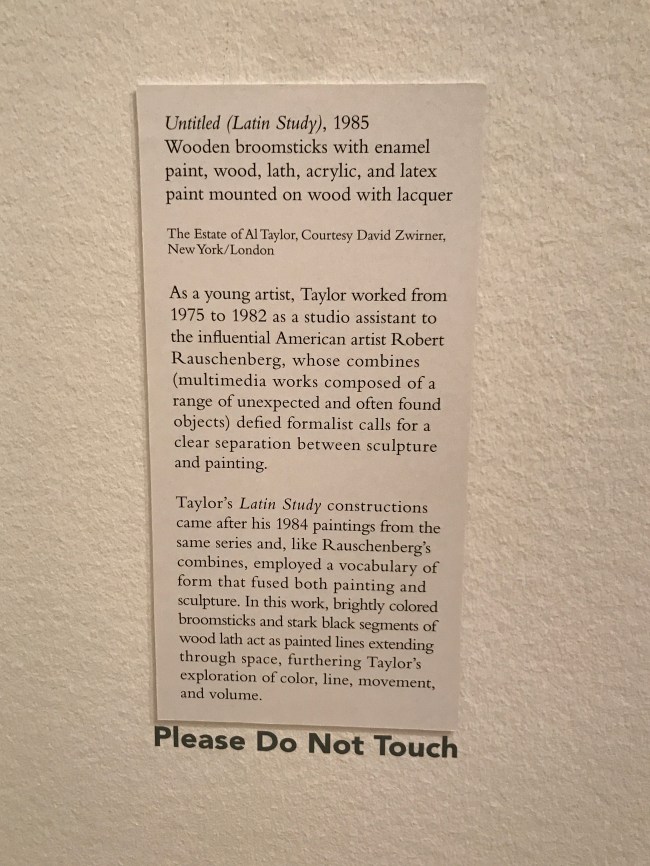 Untitled (Latin Study), 1985
Wooden broomsticks with enamel
paint, wood, lath, acrylic, and latex
paint mounted on wood with lacquer
The Estate of Al Taylor, Courtesy David Zwirner,
New York/London
As a young artist, Taylor worked from
1975 to 1982 as a studio assistant to
the influential American artist Robert
Rauschenberg, whose combines
(multimedia works composed of a
range of unexpected and often found
objects) defied formalist calls for a
clear separation between sculpture
and painting.
Taylor's Latin Study constructions
came after his 1984 paintings from the
same series and, like Rauschenberg's
combines, employed a vocabulary of
form that fused both painting and
sculpture. In this work, brightly colored
broomsticks and stark black segments of
wood lath act as painted lines extending
through space, furthering Taylor's
exploration of color, line, movement,
and volume.
Please Do Not Touch